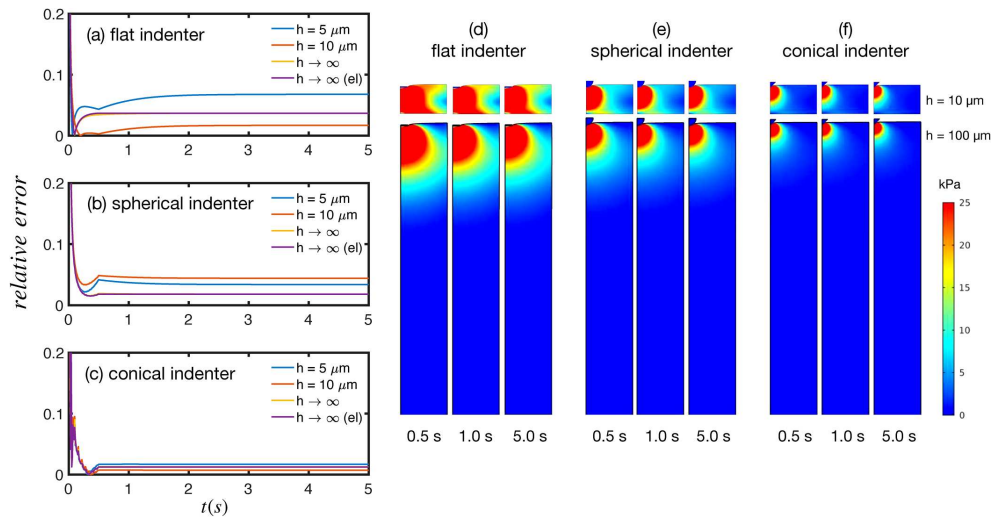 (a) flat indenter
h = 5 μm
h = 10 μm
h → ∞
h → ∞ (el)
0.2
0.1
0
0 1 2 3 4 5
(b) spherical indenter
h = 5 μm
h = 10 μm
h → ∞
h → ∞ (el)
0.2
0.1
0
0 1 2 3 4 5
relative error
(c) conical indenter
h = 5 μm
h = 10 μm
h → ∞
h → ∞ (el)
0.2
0.1
0
0 1 2 3 4 5
t(s)
(d)
flat indenter
0.5 s 1.0 s 5.0 s
(e)
spherical indenter
0.5 s 1.0 s 5.0 s
(f)
conical indenter
0.5 s 1.0 s 5.0 s
h = 10 μm
h = 100 μm
kPa
25
20
15
10
5
0